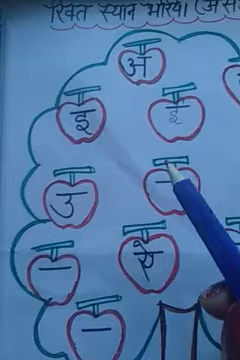 रिक्त स्थान भरिये। (अ से
अ
इ ई
उ —
— ऐ
—